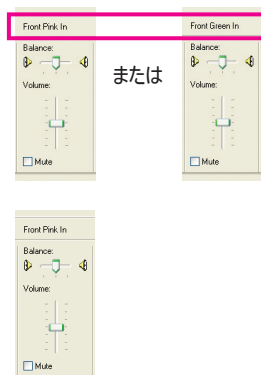 Front Pink In
Balance:
Volume:
Mute
または
Front Green In
Balance:
Volume:
Mute
Front Pink In
Balance:
Volume:
Mute